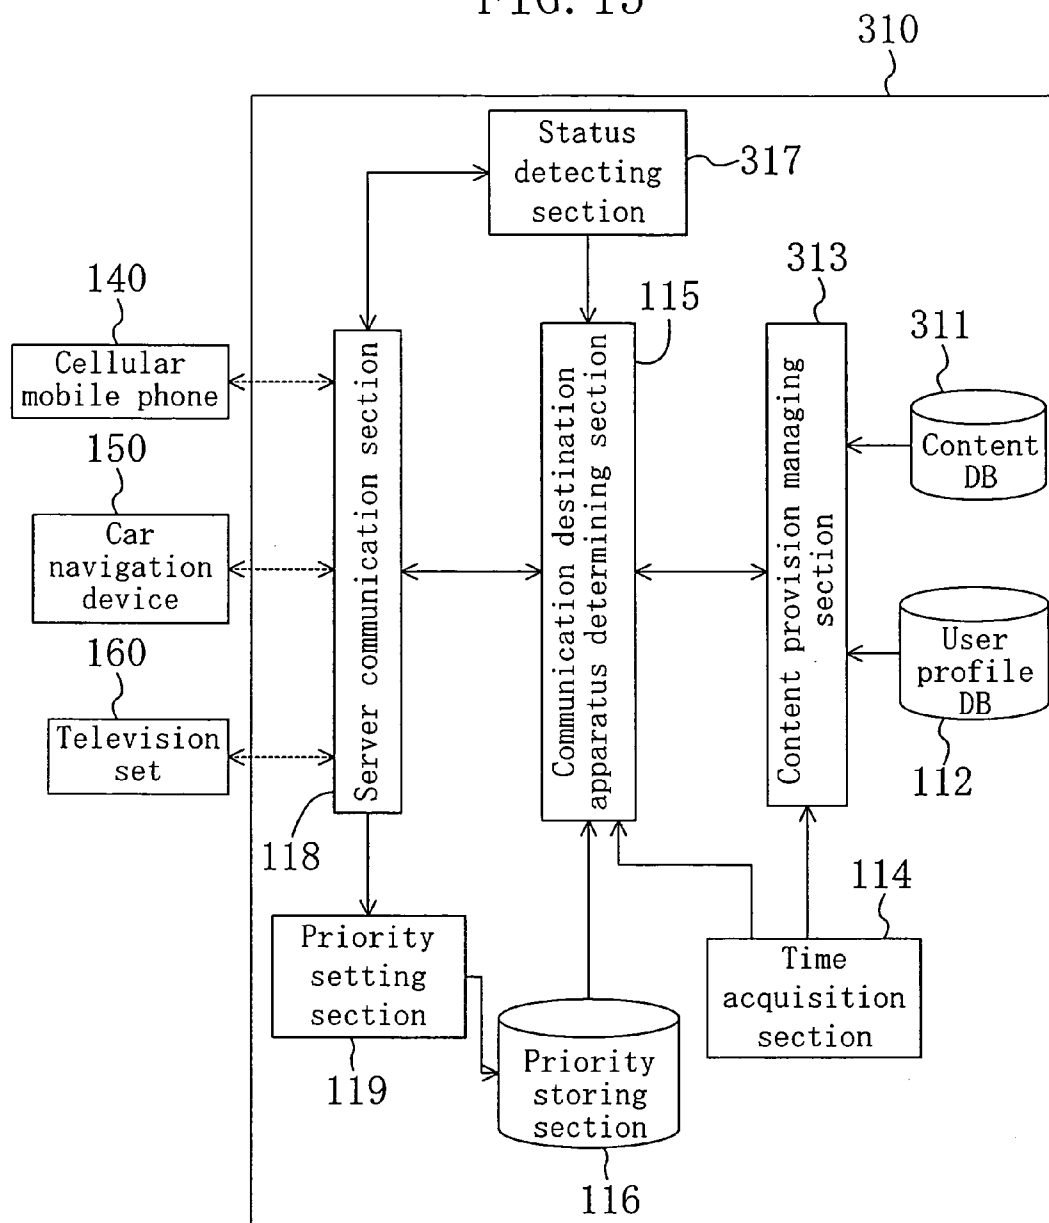 FIG. 15
310
Status
detecting
section
317
140
Cellular
mobile phone
150
Car
navigation
device
160
Television
set
Server communication section
118
115
Communication destination
apparatus determining section
313
Content provision managing
section
311
Content
DB
User
profile
DB
112
114
Time
acquisition
section
Priority
setting
section
119
Priority
storing
section
116